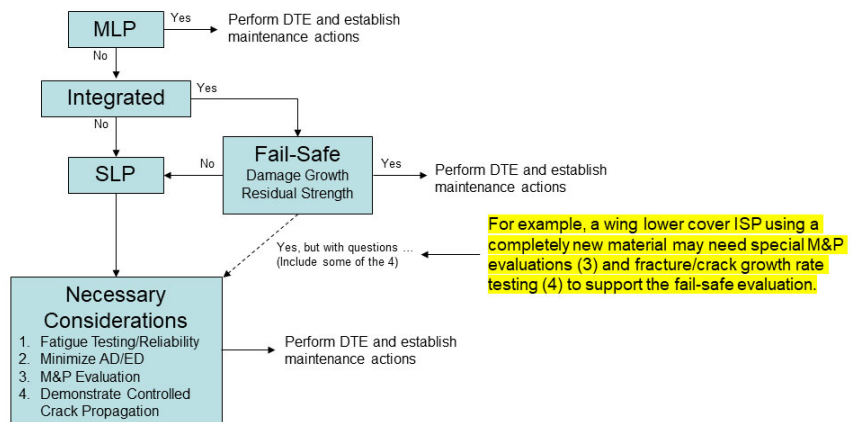 MLP
Yes
Perform DTE and establish
maintenance actions
No
Integrated
Yes
No
Fail-Safe
Damage Growth
Residual Strength
No
SLP
Yes
Perform DTE and establish
maintenance actions
Yes, but with questions ...
(Include some of the 4)
For example, a wing lower cover ISP using a
completely new material may need special M&P
evaluations (3) and fracture/crack growth rate
testing (4) to support the fail-safe evaluation.
Necessary
Considerations
1. Fatigue Testing/Reliability
2. Minimize AD/ED
3. M&P Evaluation
4. Demonstrate Controlled
Crack Propagation
Perform DTE and establish
maintenance actions